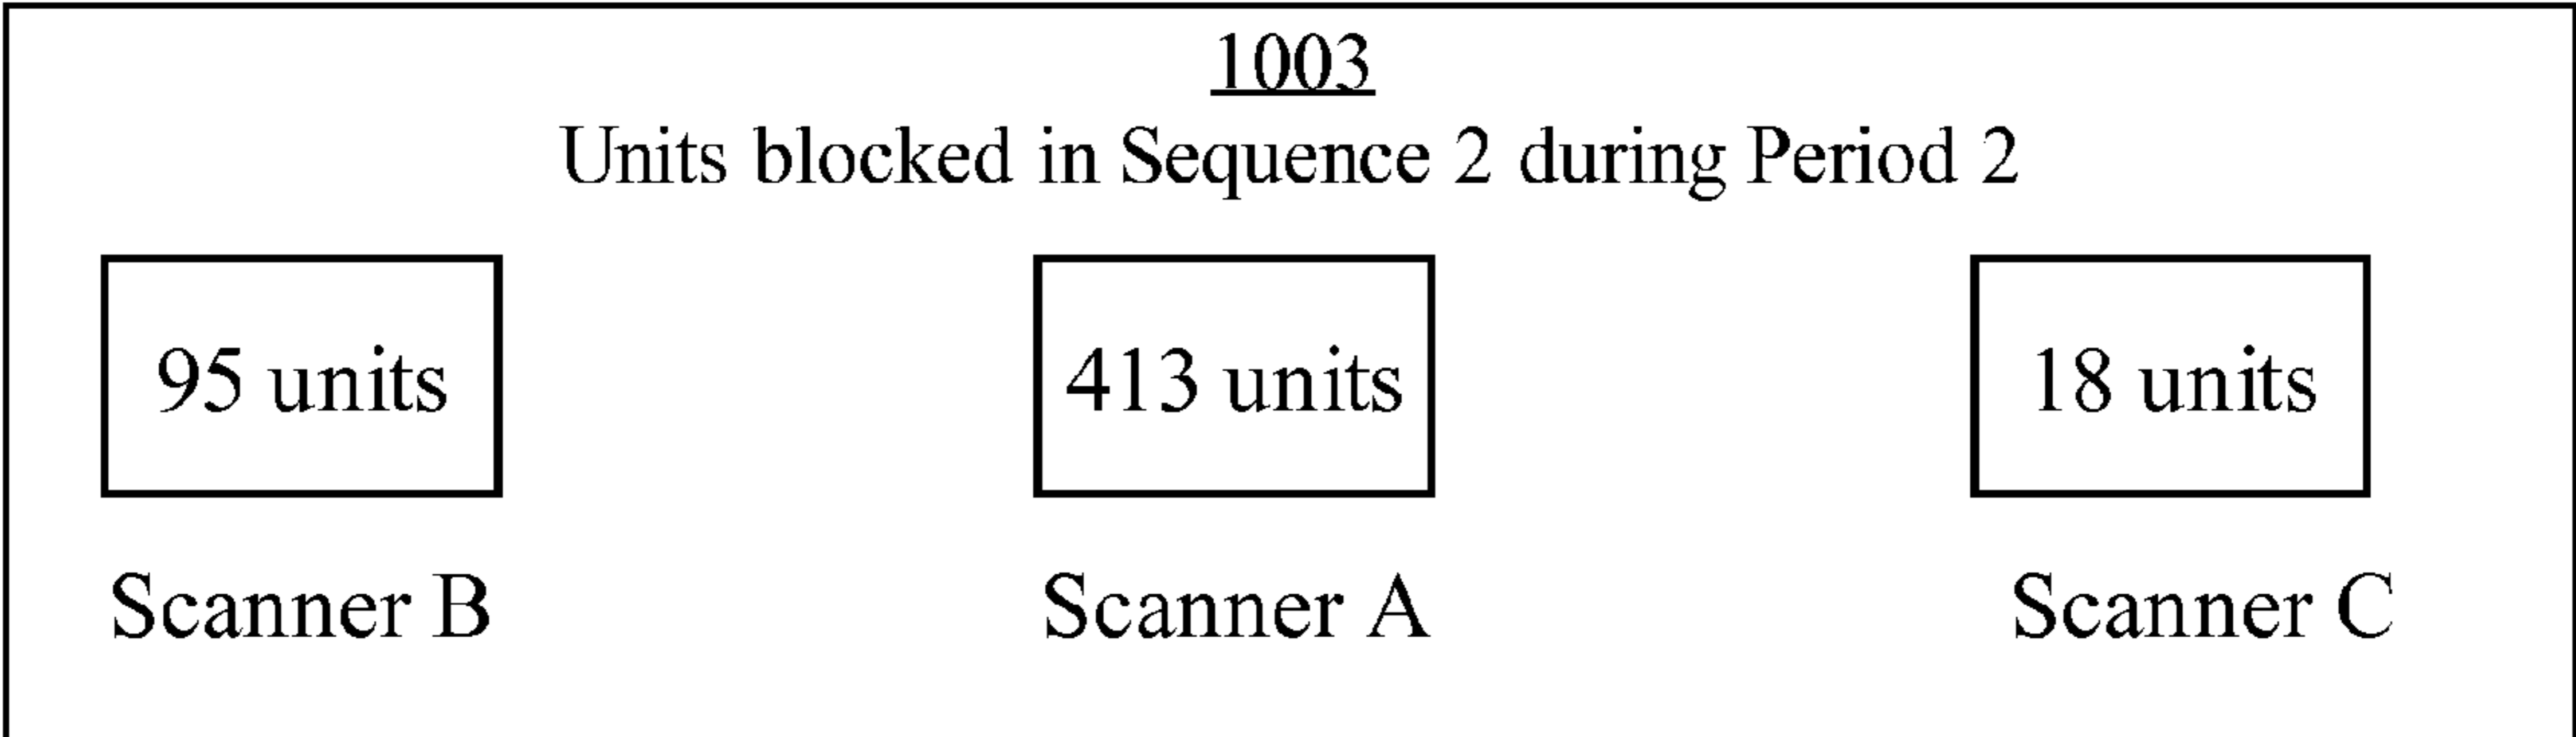 1003
Units blocked in Sequence 2 during Period 2
95 units 413 units 18 units
Scanner B Scanner A Scanner C